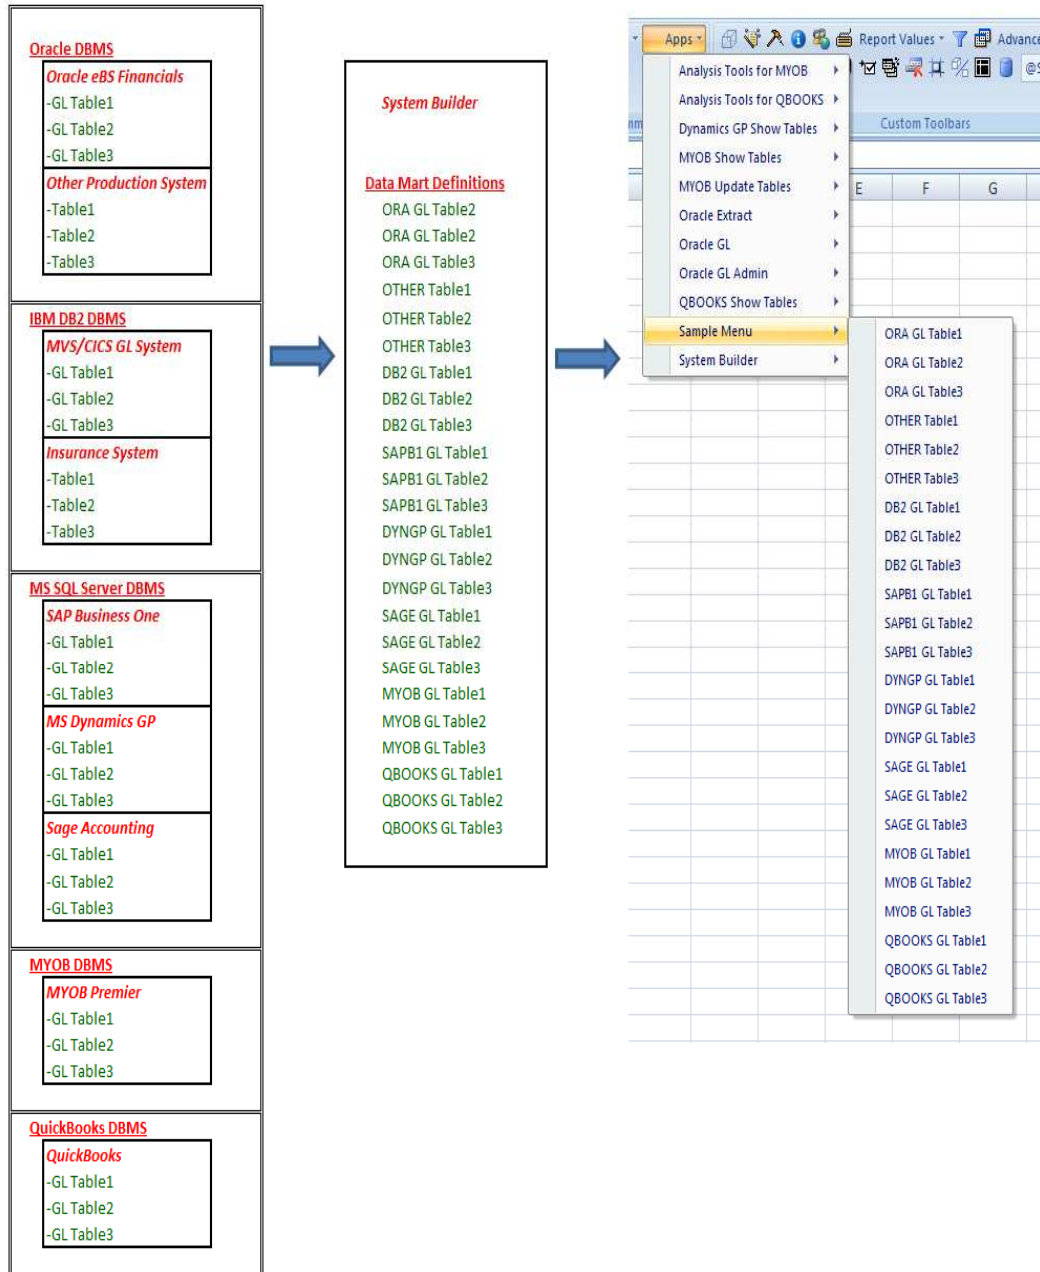 Oracle DBMS
Oracle eBS Financials
-GL Table1
-GL Table2
-GL Table3
Other Production System
-Table1
-Table2
-Table3
IBM DB2 DBMS
MVS/CICS GL System
-GL Table1
-GL Table2
-GL Table3
Insurance System
-Table1
-Table2
-Table3
MS SQL Server DBMS
SAP Business One
-GL Table1
-GL Table2
-GL Table3
MS Dynamics GP
-GL Table1
-GL Table2
-GL Table3
Sage Accounting
-GL Table1
-GL Table2
-GL Table3
MYOB DBMS
MYOB Premier
-GL Table1
-GL Table2
-GL Table3
QuickBooks DBMS
QuickBooks
-GL Table1
-GL Table2
-GL Table3
System Builder
Data Mart Definitions
ORA GL Table2
ORA GL Table2
ORA GL Table3
OTHER Table1
OTHER Table2
OTHER Table3
DB2 GL Table1
DB2 GL Table2
DB2 GL Table3
SAPB1 GL Table1
SAPB1 GL Table2
SAPB1 GL Table3
DYNGP GL Table1
DYNGP GL Table2
DYNGP GL Table3
SAGE GL Table1
SAGE GL Table2
SAGE GL Table3
MYOB GL Table1
MYOB GL Table2
MYOB GL Table3
QBOOKS GL Table1
QBOOKS GL Table2
QBOOKS GL Table3
Apps Report Values Advance
Custom Toolbars
E F G
Analysis Tools for MYOB
Analysis Tools for QBOOKS
Dynamics GP Show Tables
MYOB Show Tables
MYOB Update Tables
Oracle Extract
Oracle GL
Oracle GL Admin
QBOOKS Show Tables
Sample Menu
System Builder
ORA GL Table1
ORA GL Table2
ORA GL Table3
OTHER Table1
OTHER Table2
OTHER Table3
DB2 GL Table1
DB2 GL Table2
DB2 GL Table3
SAPB1 GL Table1
SAPB1 GL Table2
SAPB1 GL Table3
DYNGP GL Table1
DYNGP GL Table2
DYNGP GL Table3
SAGE GL Table1
SAGE GL Table2
SAGE GL Table3
MYOB GL Table1
MYOB GL Table2
MYOB GL Table3
QBOOKS GL Table1
QBOOKS GL Table2
QBOOKS GL Table3